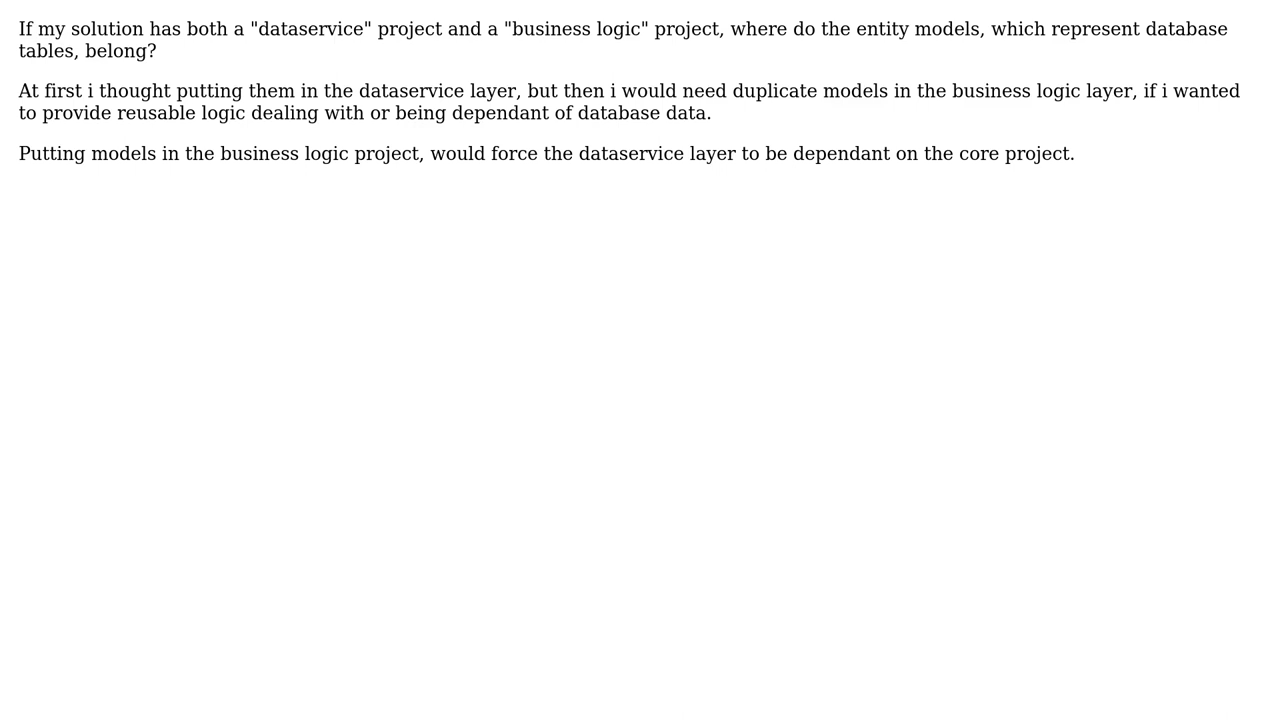 If my solution has both a "dataservice" project and a "business logic" project, where do the entity models, which represent database
tables, belong?
At first i thought putting them in the dataservice layer, but then i would need duplicate models in the business logic layer, if i wanted
to provide reusable logic dealing with or being dependant of database data.
Putting models in the business logic project, would force the dataservice layer to be dependant on the core project.